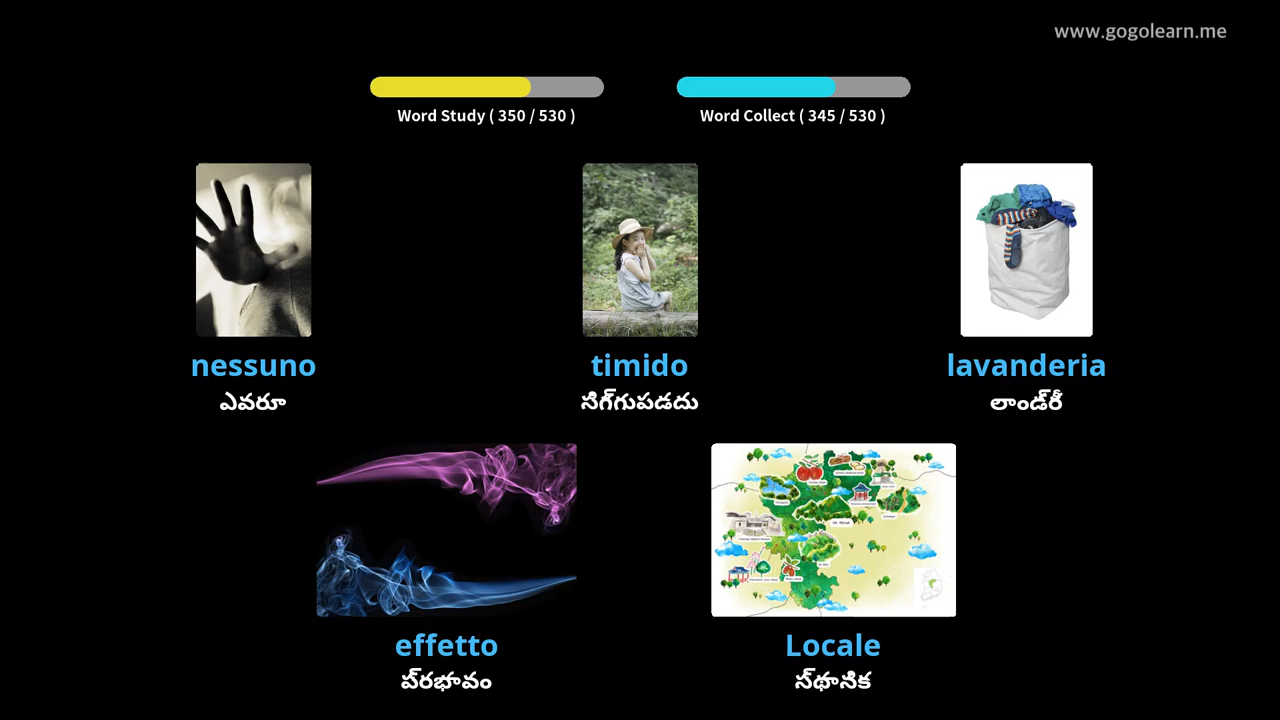 www.gogolearn.me
Word Study ( 350 / 530 )
Word Collect ( 345 / 530 )
nessuno
timido
lavanderia
ఎవరూ
సిగ్గుపడదు
లాండ్రీ
effetto
Locale
ప్రభావం
స్థానిక